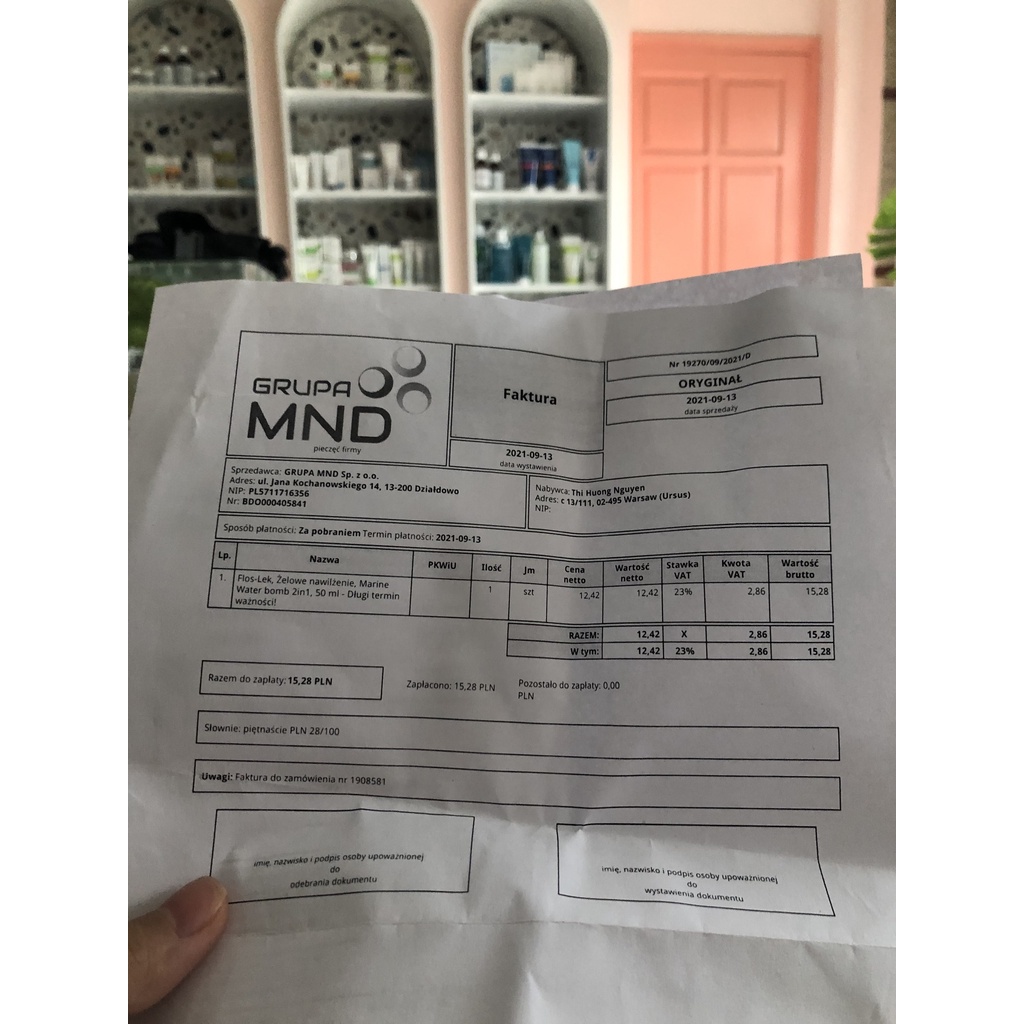 GRUPA
MND
pieczęć firmy
Faktura
2021-09-13
data wystawienia
Nr 19270/09/2021/D
ORYGINAŁ
2021-09-13
data sprzedaży
Sprzedawca: GRUPA MND Sp. z o.o.
Adres: ul. Jana Kochanowskiego 14, 13-200 Działdowo
NIP: PL5711716356
Nr: BDO000405841
Nabywca: Thi Huong Nguyen
Adres: c 13/111, 02-495 Warsaw (Ursus)
NIP:
Sposób płatności: Za pobraniem Termin płatności: 2021-09-13
Lp. Nazwa PKWiU Ilość Jm Cena netto Wartość netto Stawka VAT Kwota VAT Wartość brutto
1. Flos-Lek, Żelowe nawilżenie, Marine 1 szt 12,42 12,42 23% 2,86 15,28
Water bomb 2in1, 50 ml - Długi termin
ważności!
RAZEM: 12,42 X 2,86 15,28
W tym: 12,42 23% 2,86 15,28
Razem do zapłaty: 15,28 PLN
Zapłacono: 15,28 PLN
Pozostało do zapłaty: 0,00
PLN
Słownie: piętnaście PLN 28/100
Uwagi: Faktura do zamówienia nr 1908581
imię, nazwisko i podpis osoby upoważnionej
do
odebrania dokumentu
imię, nazwisko i podpis osoby upoważnionej
do
wystawienia dokumentu